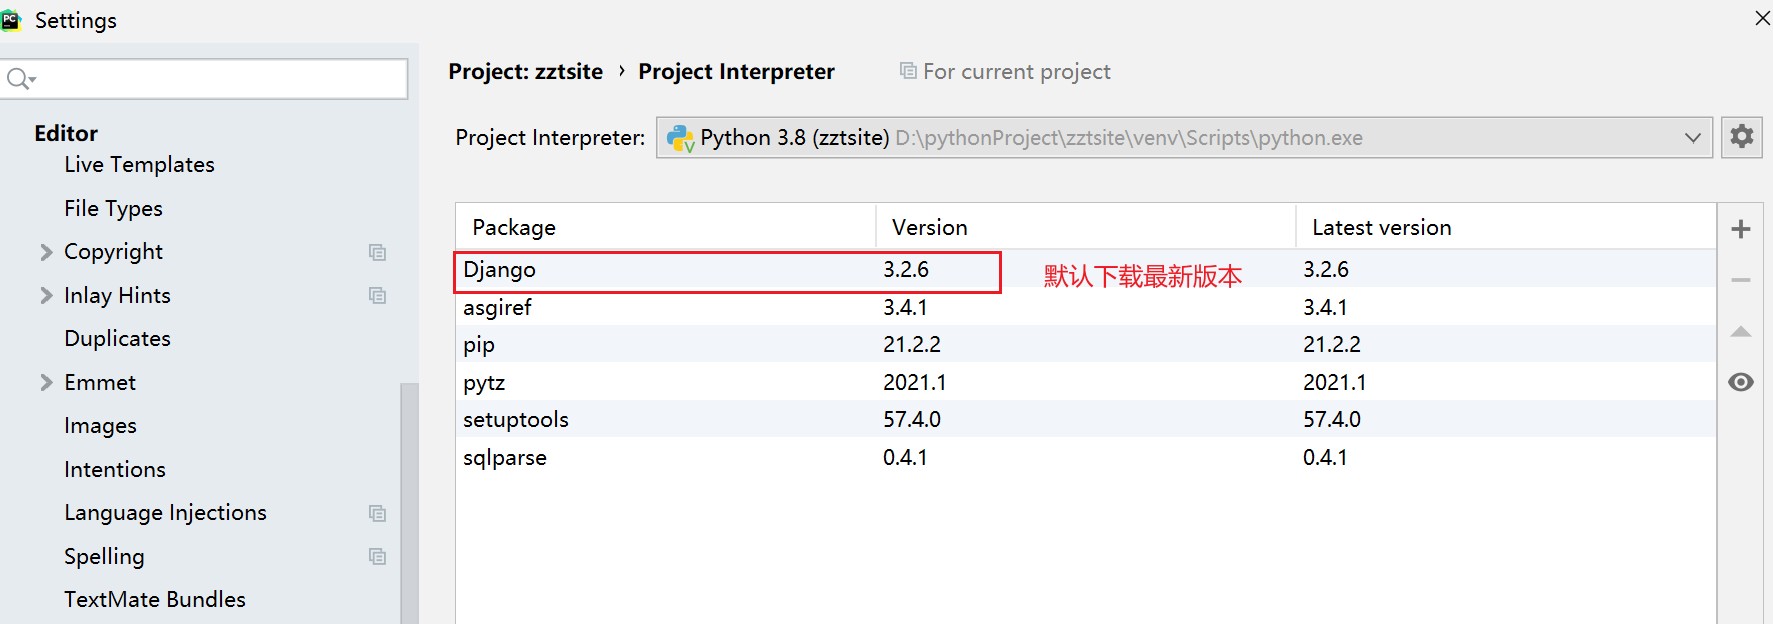 Settings
Project: zztsite › Project Interpreter For current project
Editor
Project Interpreter: Python 3.8 (zztsite) D:\pythonProject\zztsite\venv\Scripts\python.exe
Live Templates
File Types
Copyright
Inlay Hints
Duplicates
Emmet
Images
Intentions
Language Injections
Spelling
TextMate Bundles
Package Version Latest version
Django 3.2.6 默认下载最新版本 3.2.6
asgiref 3.4.1 3.4.1
pip 21.2.2 21.2.2
pytz 2021.1 2021.1
setuptools 57.4.0 57.4.0
sqlparse 0.4.1 0.4.1